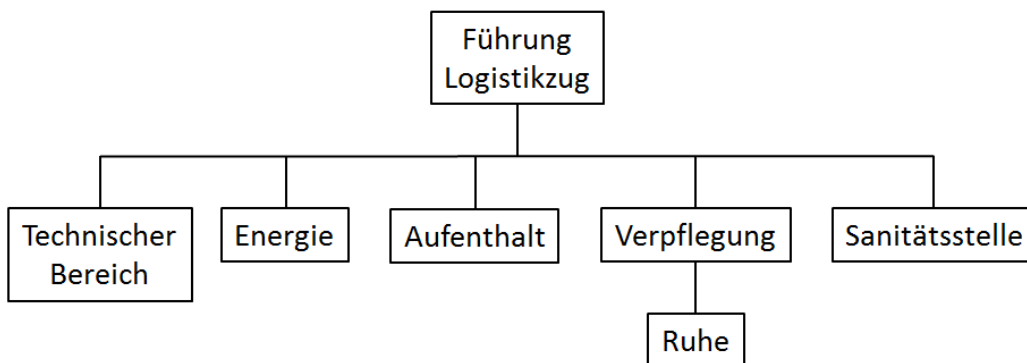 Führung
Logistikzug
Technischer
Bereich
Energie
Aufenthalt
Verpflegung
Sanitätsstelle
Ruhe